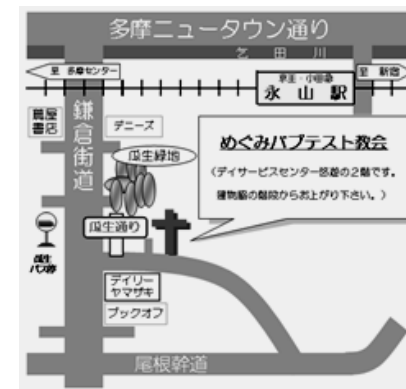 多摩ニュータウン通り
乞田川
至 多摩センター
京王・小田急
永山駅
至 新宿
蔦屋
書店
鎌倉街道
デニーズ
瓜生緑地
めぐみバプテスト教会
(デイサービスセンター悠遊の2階です。
建物脇の階段からお上がり下さい。)
瓜生通り
瓜生
バス停
デイリー
ヤマザキ
ブックオフ
尾根幹道